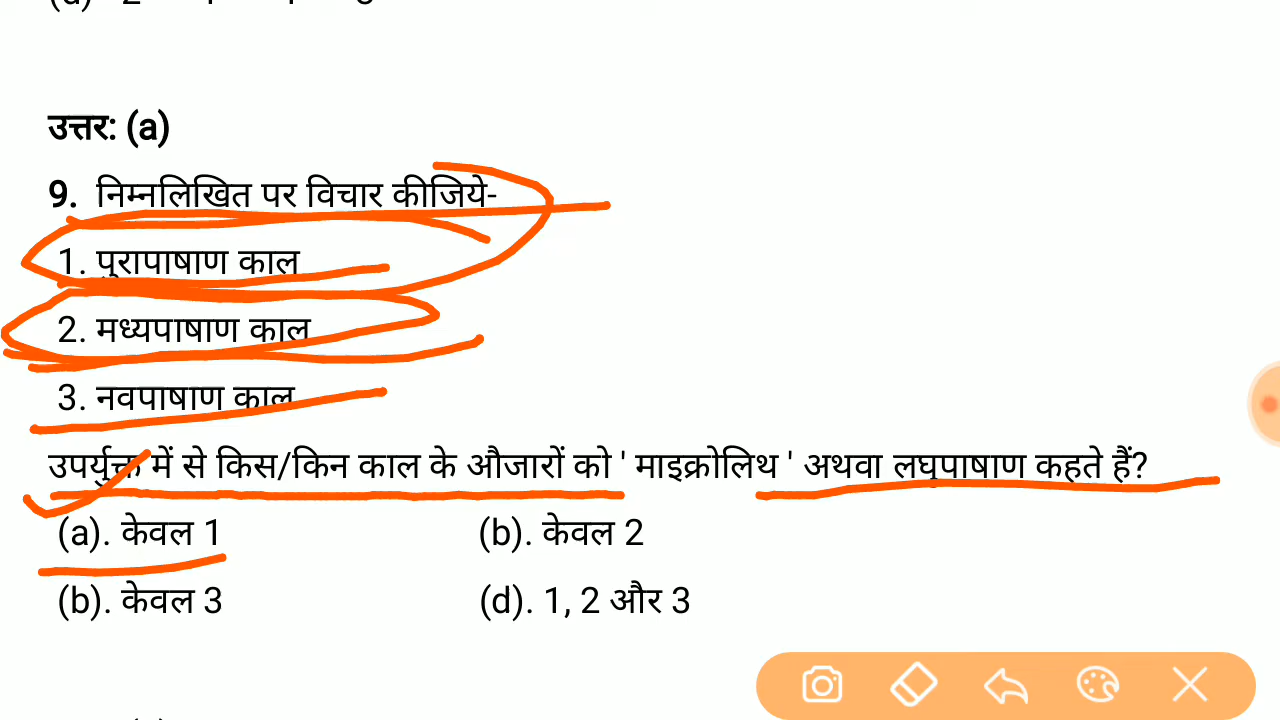 उत्तर: (a)
9. निम्नलिखित पर विचार कीजिये-
1. पुरापाषाण काल
2. मध्यपाषाण काल
3. नवपाषाण काल
उपर्युक्त में से किस/किन काल के औजारों को ' माइक्रोलिथ ' अथवा लघुपाषाण कहते हैं?
(a). केवल 1 (b). केवल 2
(b). केवल 3 (d). 1, 2 और 3